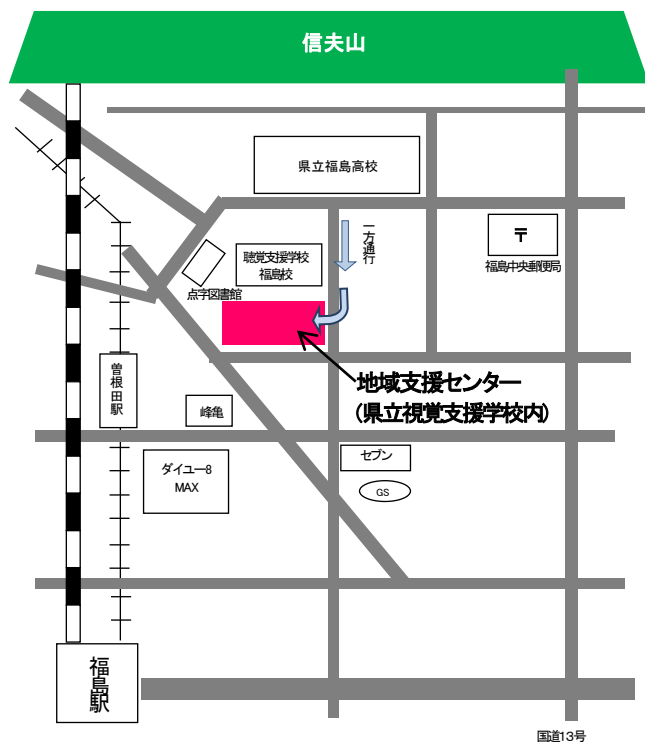 信夫山
県立福島高校
一方通行
〒
福島中央郵便局
聴覚支援学校
福島校
点字図書館
地域支援センター
(県立視覚支援学校内)
曽根田駅
峰亀
セブン
GS
ダイユー8
MAX
福島駅
国道13号